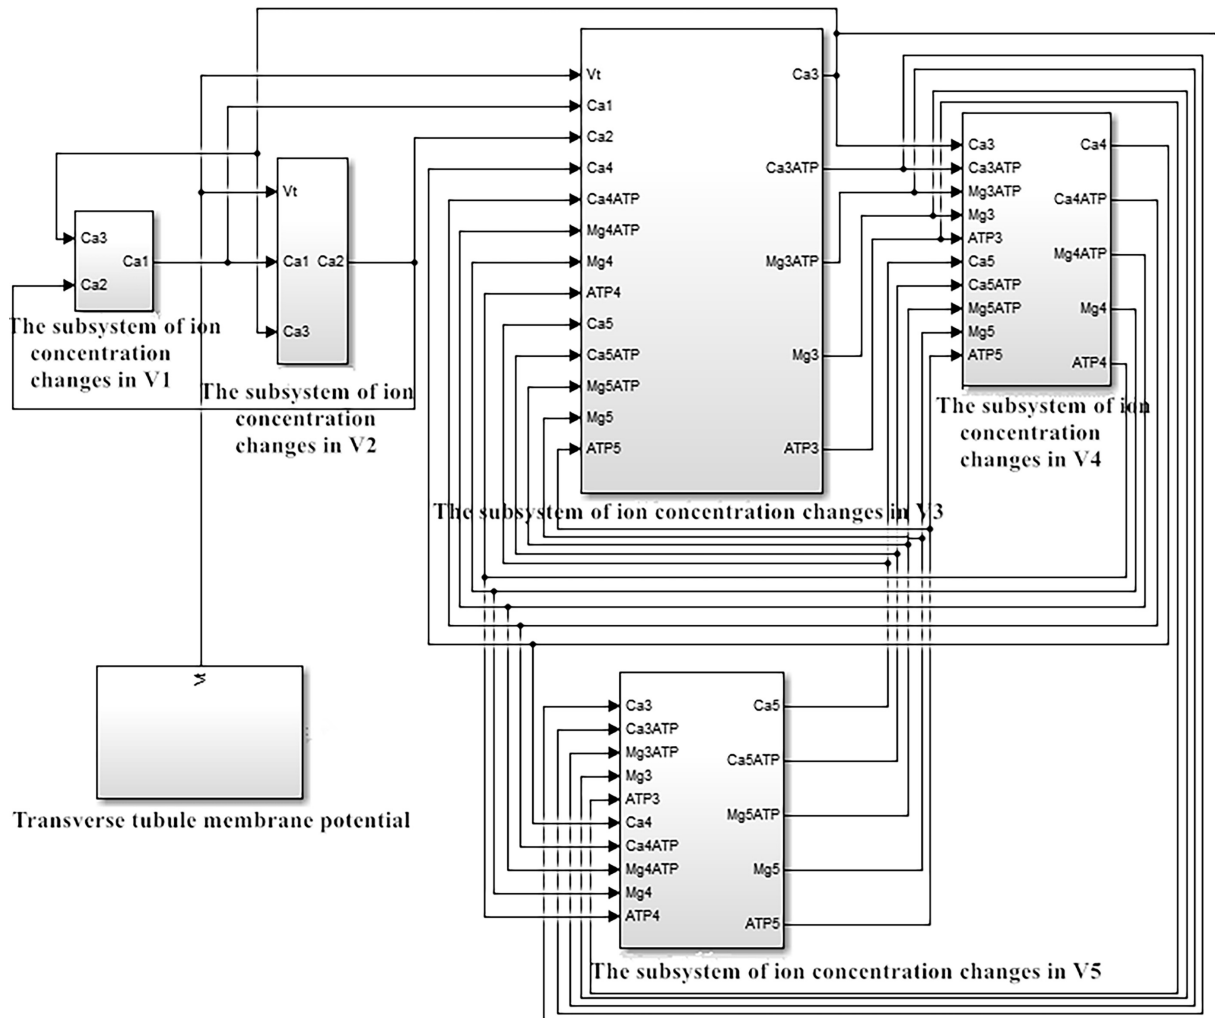 Ca3
Ca2
Ca1
The subsystem of ion
concentration
changes in V1
Vt
Ca1
Ca3
Ca2
The subsystem of ion
concentration
changes in V2
Vt
Ca1
Ca2
Ca4
Ca4ATP
Mg4ATP
Mg4
ATP4
Ca5
Ca5ATP
Mg5ATP
Mg5
ATP5
Ca3
Ca3ATP
Mg3ATP
Mg3
ATP3
The subsystem of ion concentration changes in V3
Ca3
Ca3ATP
Mg3ATP
Mg3
ATP3
Ca5
Ca5ATP
Mg5ATP
Mg5
ATP5
Ca4
Ca4ATP
Mg4ATP
Mg4
ATP4
The subsystem of ion
concentration
changes in V4
Vt
Transverse tubule membrane potential
Ca3
Ca3ATP
Mg3ATP
Mg3
ATP3
Ca4
Ca4ATP
Mg4ATP
Mg4
ATP4
Ca5
Ca5ATP
Mg5ATP
Mg5
ATP5
The subsystem of ion concentration changes in V5